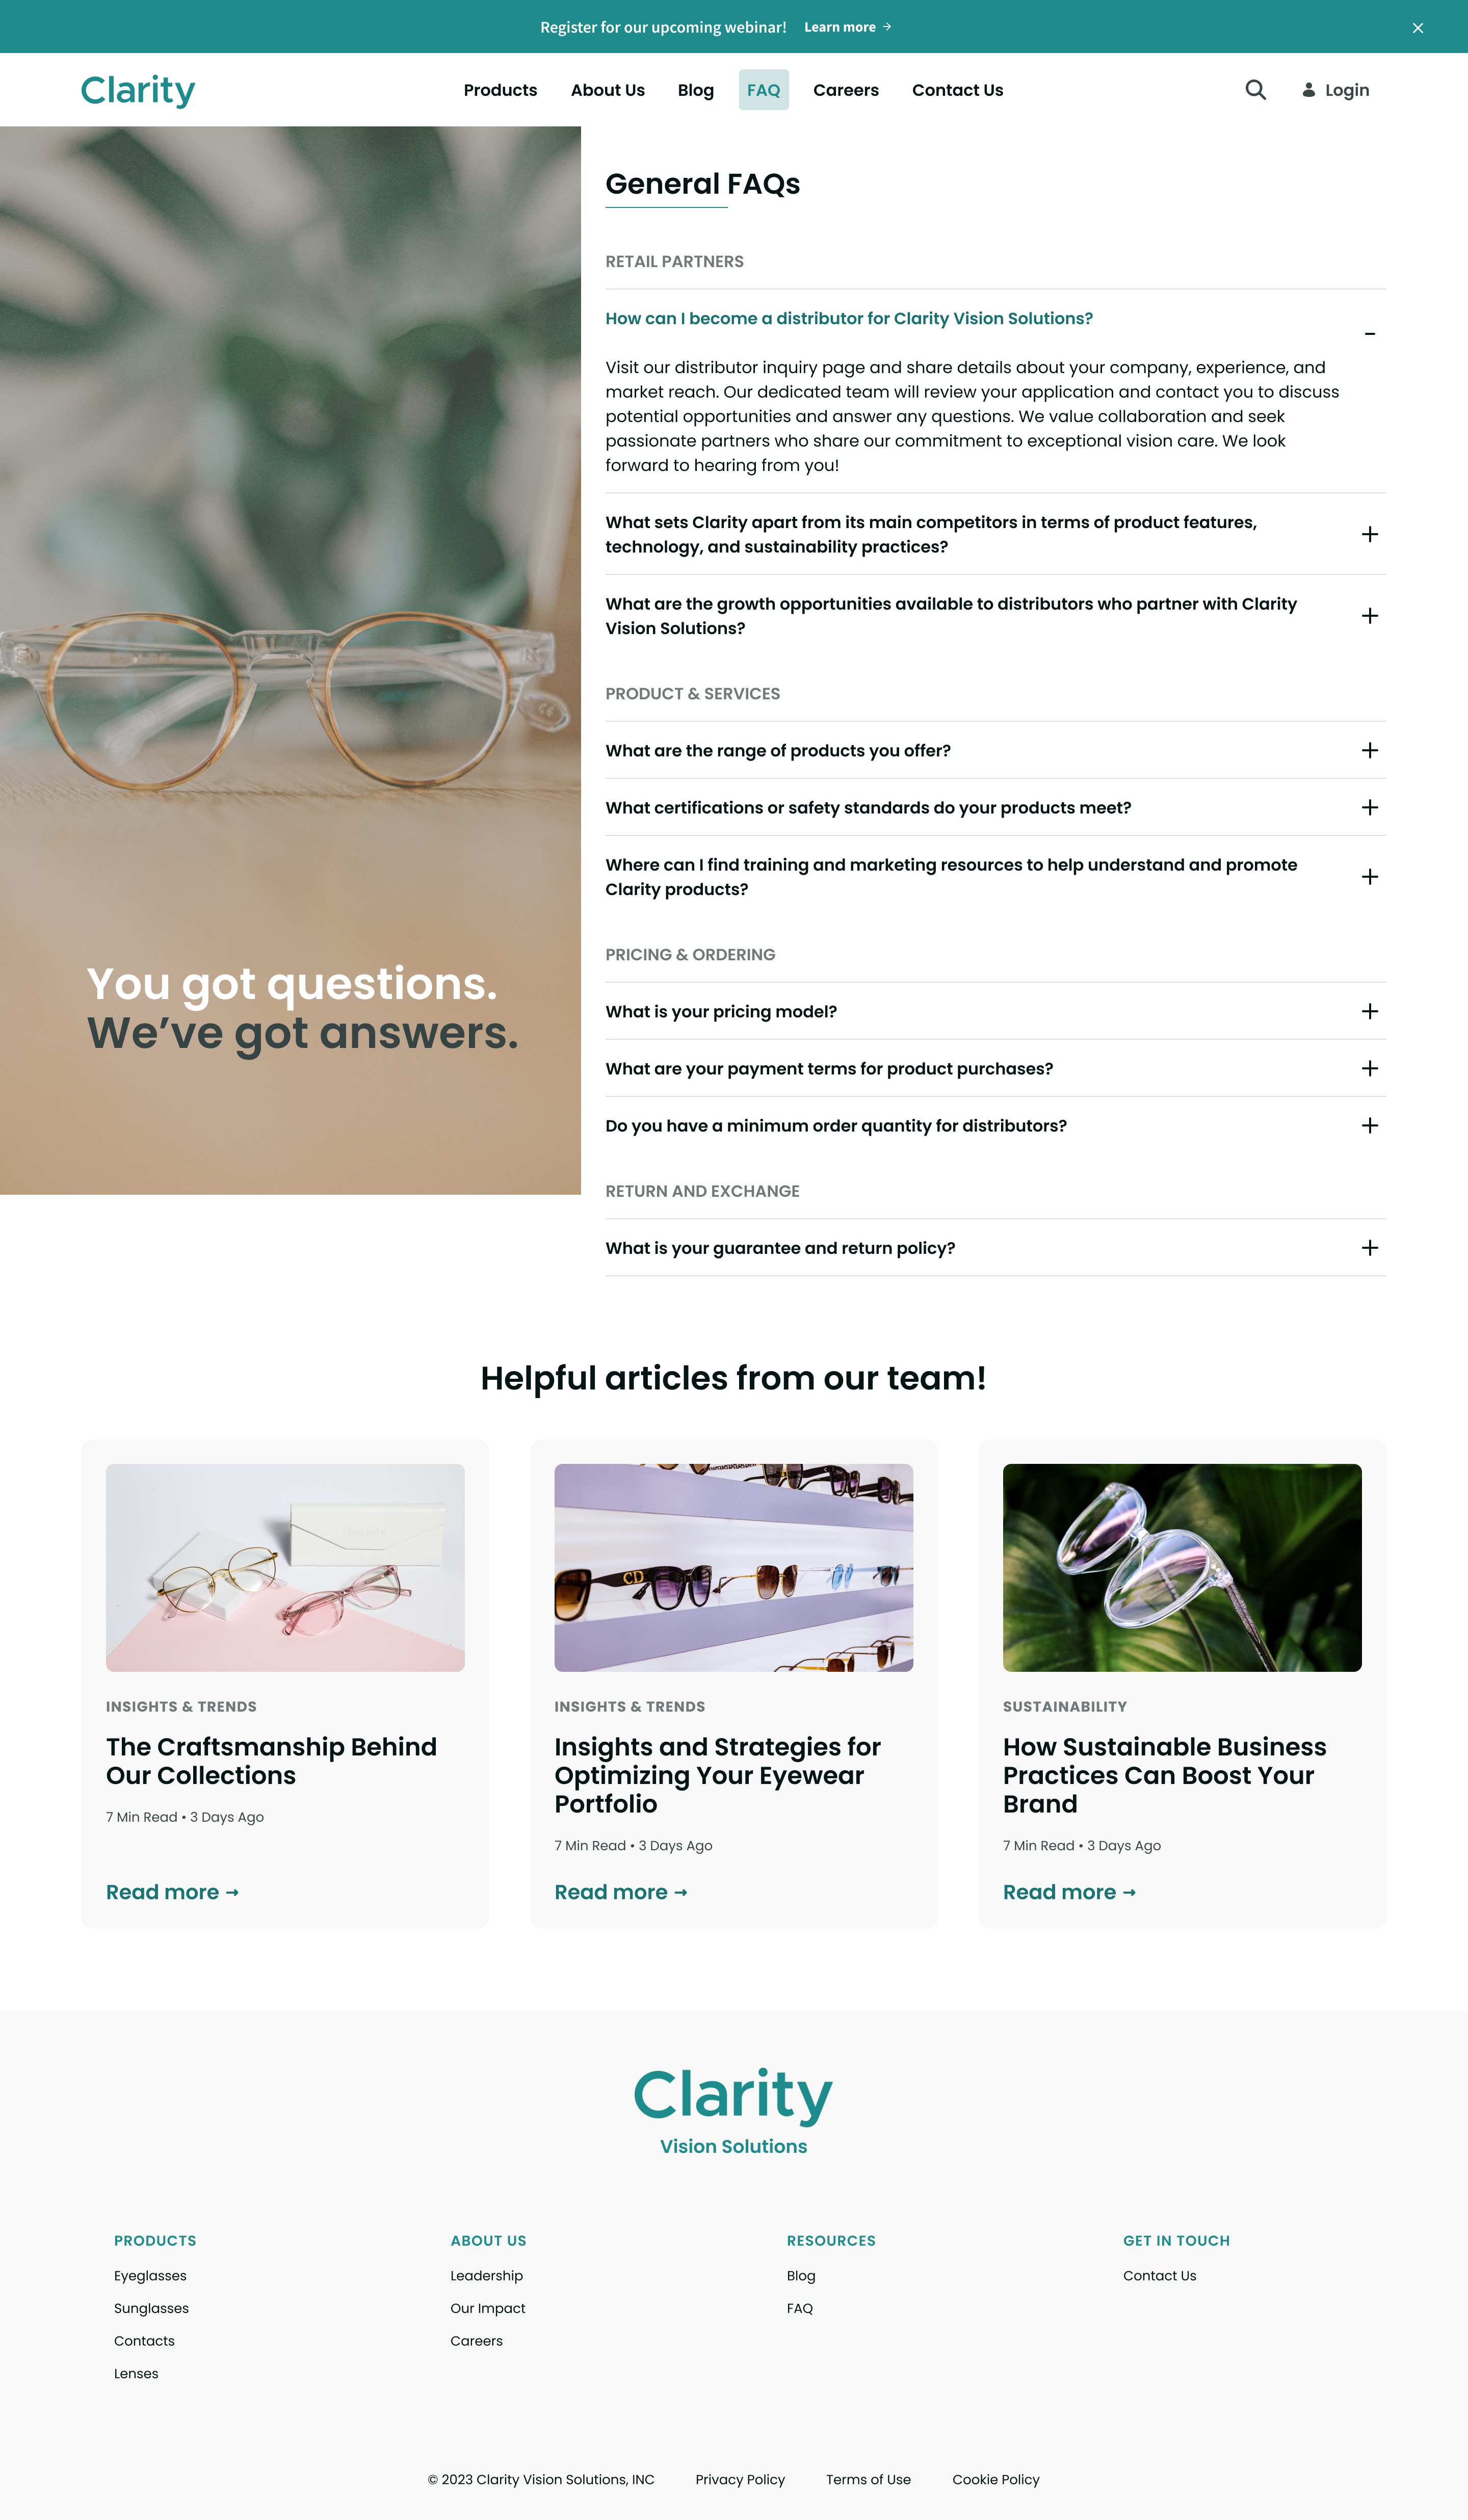 Register for our upcoming webinar! Learn more →
Clarity
Products About Us Blog FAQ Careers Contact Us
Login
General FAQs
RETAIL PARTNERS
How can I become a distributor for Clarity Vision Solutions?
Visit our distributor inquiry page and share details about your company, experience, and
market reach. Our dedicated team will review your application and contact you to discuss
potential opportunities and answer any questions. We value collaboration and seek
passionate partners who share our commitment to exceptional vision care. We look
forward to hearing from you!
What sets Clarity apart from its main competitors in terms of product features,
technology, and sustainability practices?
What are the growth opportunities available to distributors who partner with Clarity
Vision Solutions?
PRODUCT & SERVICES
What are the range of products you offer?
What certifications or safety standards do your products meet?
Where can I find training and marketing resources to help understand and promote
Clarity products?
PRICING & ORDERING
What is your pricing model?
What are your payment terms for product purchases?
Do you have a minimum order quantity for distributors?
RETURN AND EXCHANGE
What is your guarantee and return policy?
You got questions.
We’ve got answers.
Helpful articles from our team!
CD
INSIGHTS & TRENDS
The Craftsmanship Behind
Our Collections
7 Min Read • 3 Days Ago
Read more →
INSIGHTS & TRENDS
Insights and Strategies for
Optimizing Your Eyewear
Portfolio
7 Min Read • 3 Days Ago
Read more →
SUSTAINABILITY
How Sustainable Business
Practices Can Boost Your
Brand
7 Min Read • 3 Days Ago
Read more →
Clarity
Vision Solutions
PRODUCTS
Eyeglasses
Sunglasses
Contacts
Lenses
ABOUT US
Leadership
Our Impact
Careers
RESOURCES
Blog
FAQ
GET IN TOUCH
Contact Us
© 2023 Clarity Vision Solutions, INC Privacy Policy Terms of Use Cookie Policy